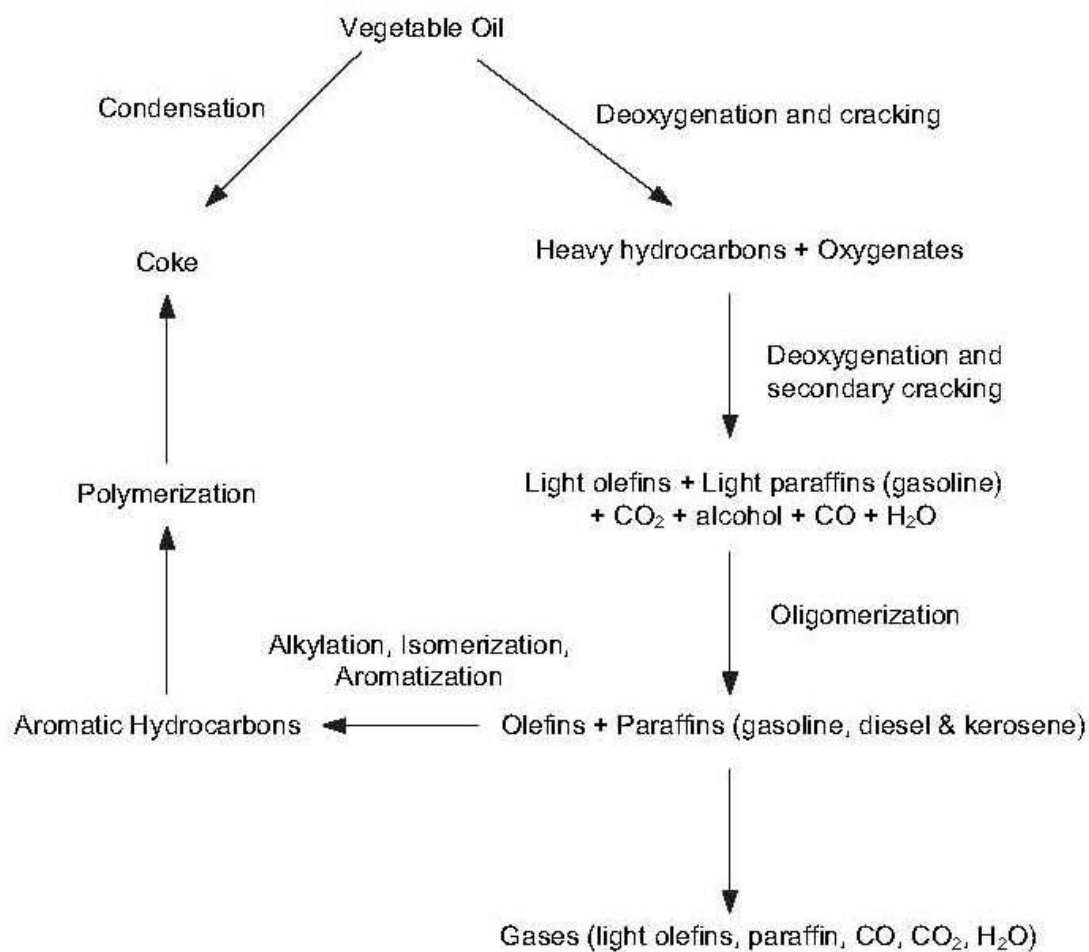 Vegetable Oil
Condensation
Deoxygenation and cracking
Coke
Heavy hydrocarbons + Oxygenates
Deoxygenation and
secondary cracking
Polymerization
Light olefins + Light paraffins (gasoline)
+ CO₂ + alcohol + CO + H₂O
Oligomerization
Alkylation, Isomerization,
Aromatization
Aromatic Hydrocarbons
Olefins + Paraffins (gasoline, diesel & kerosene)
Gases (light olefins, paraffin, CO, CO₂, H₂O)